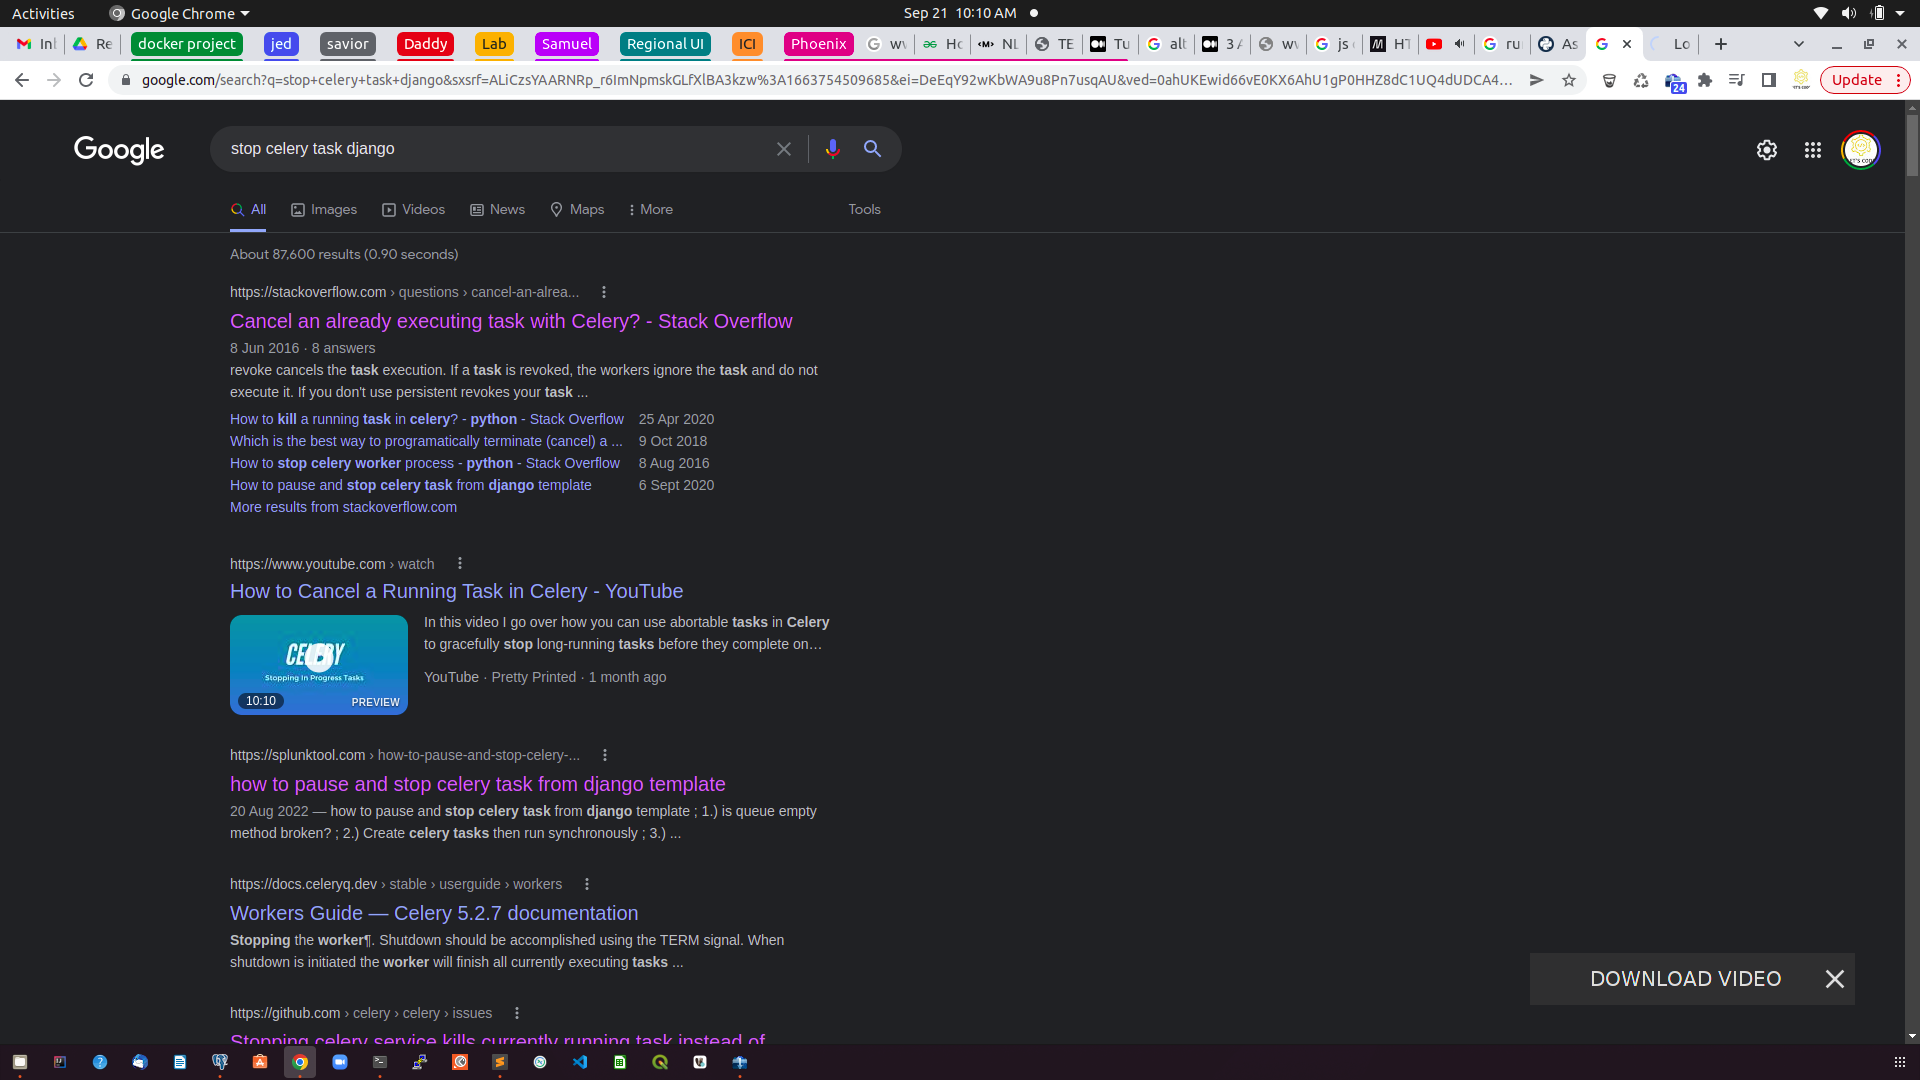 Activities
Google Chrome
Sep 21 10:10 AM
docker project
jed
savior
Daddy
Lab
Samuel
Regional UI
ICI
Phoenix
google.com/search?q=stop+celery+task+django&sxsrf=ALiCzsYAARNRp_r6ImNpmskGLfXlBA3kzw%3A1663754509685&ei=DeEqY92wKbWA9u8Pn7usqAU&ved=0ahUKEwid66vE0KX6AhU1gP0HHZ8dC1UQ4dUDCA4...
24
Update
Google
stop celery task django
All
Images
Videos
News
Maps
More
Tools
About 87,600 results (0.90 seconds)
https://stackoverflow.com › questions › cancel-an-alrea...
Cancel an already executing task with Celery? - Stack Overflow
8 Jun 2016 · 8 answers
revoke cancels the task execution. If a task is revoked, the workers ignore the task and do not
execute it. If you don't use persistent revokes your task ...
How to kill a running task in celery? - python - Stack Overflow 25 Apr 2020
Which is the best way to programatically terminate (cancel) a ... 9 Oct 2018
How to stop celery worker process - python - Stack Overflow 8 Aug 2016
How to pause and stop celery task from django template 6 Sept 2020
More results from stackoverflow.com
https://www.youtube.com › watch
How to Cancel a Running Task in Celery - YouTube
CELERY
Stopping In Progress Tasks
10:10
PREVIEW
In this video I go over how you can use abortable tasks in Celery
to gracefully stop long-running tasks before they complete on...
YouTube · Pretty Printed · 1 month ago
https://splunktool.com › how-to-pause-and-stop-celery-...
how to pause and stop celery task from django template
20 Aug 2022 — how to pause and stop celery task from django template ; 1.) is queue empty
method broken? ; 2.) Create celery tasks then run synchronously ; 3.) ...
https://docs.celeryq.dev › stable › userguide › workers
Workers Guide — Celery 5.2.7 documentation
Stopping the worker¶. Shutdown should be accomplished using the TERM signal. When
shutdown is initiated the worker will finish all currently executing tasks ...
https://github.com › celery › celery › issues
Stopping celery service kills currently running task instead of
DOWNLOAD VIDEO